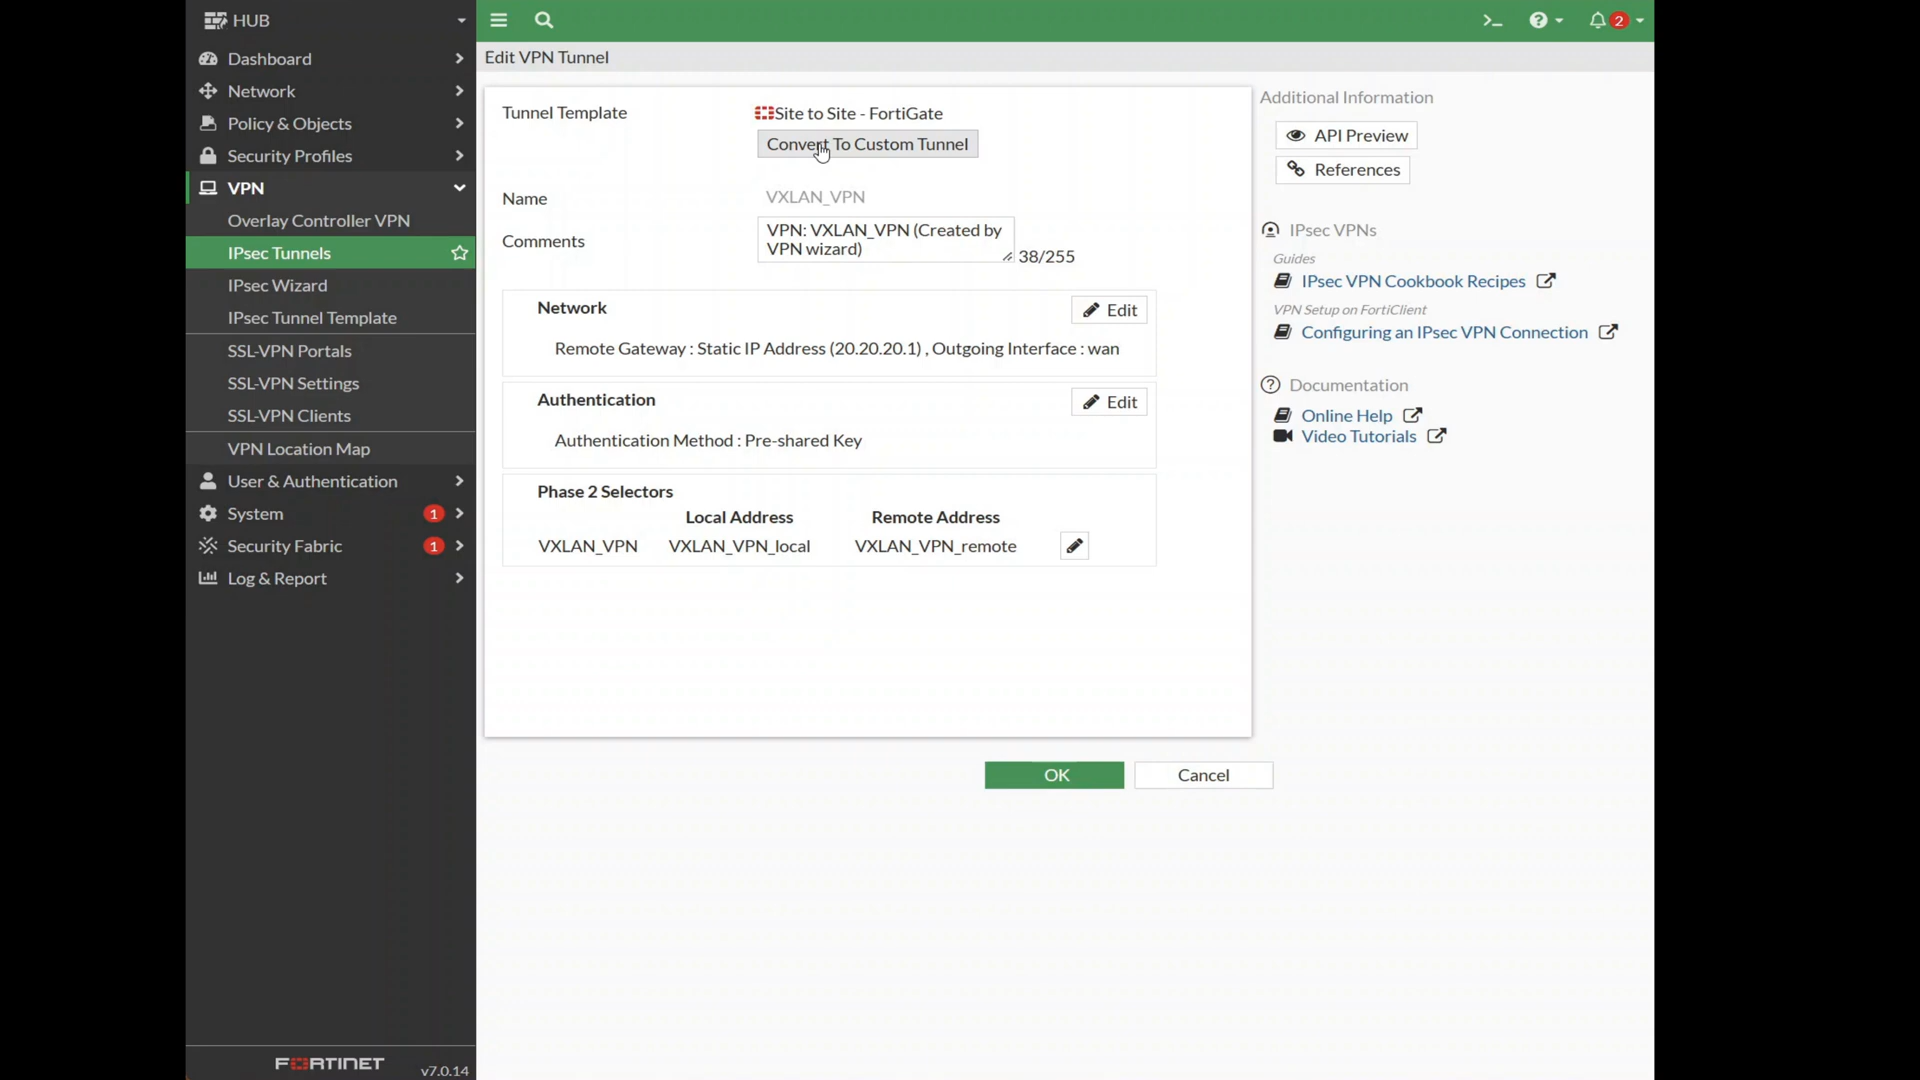 HUB
Dashboard
Network
Policy & Objects
Security Profiles
VPN
Overlay Controller VPN
IPsec Tunnels
IPsec Wizard
IPsec Tunnel Template
SSL-VPN Portals
SSL-VPN Settings
SSL-VPN Clients
VPN Location Map
User & Authentication
System 1
Security Fabric 1
Log & Report
FORTINET
v7.0.14
2
Edit VPN Tunnel
Tunnel Template
Site to Site - FortiGate
Convert To Custom Tunnel
Name
VXLAN_VPN
Comments
VPN: VXLAN_VPN (Created by
VPN wizard)
38/255
Network
Edit
Remote Gateway : Static IP Address (20.20.20.1) , Outgoing Interface : wan
Authentication
Edit
Authentication Method : Pre-shared Key
Phase 2 Selectors
Local Address Remote Address
VXLAN_VPN VXLAN_VPN_local VXLAN_VPN_remote
OK
Cancel
Additional Information
API Preview
References
IPsec VPNs
Guides
IPsec VPN Cookbook Recipes
VPN Setup on FortiClient
Configuring an IPsec VPN Connection
Documentation
Online Help
Video Tutorials